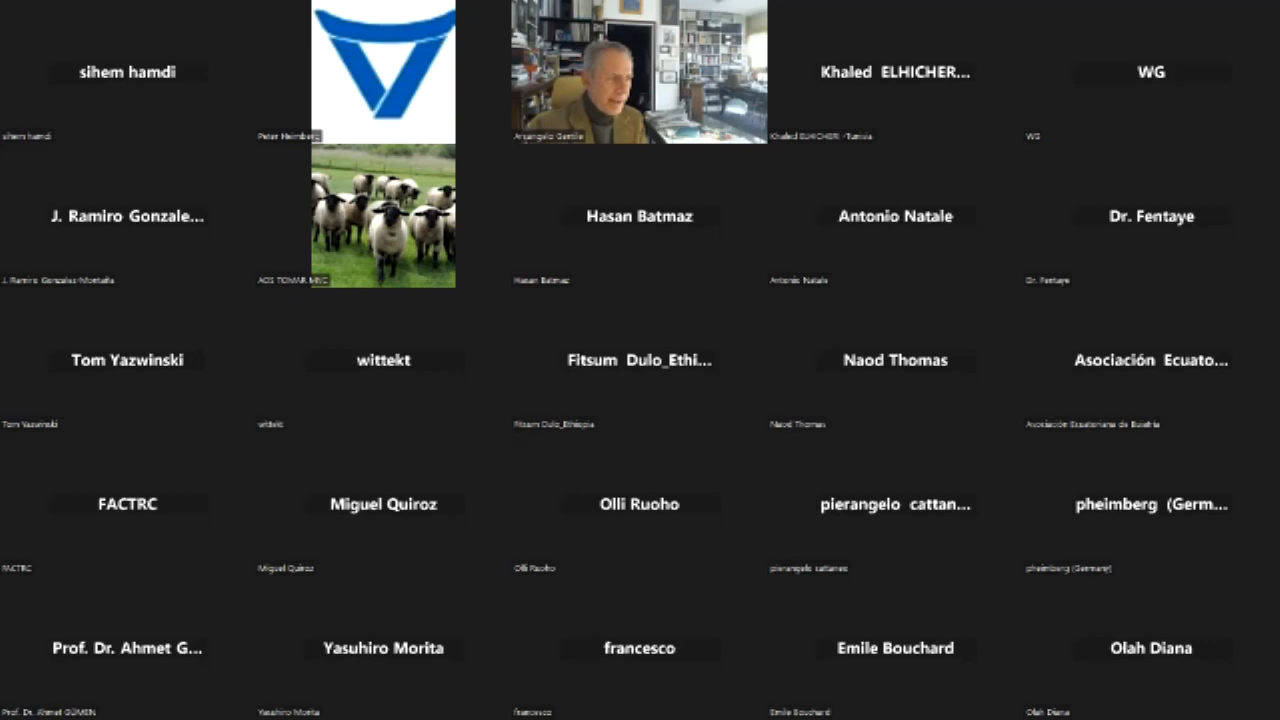 sihem hamdi
Khaled ELHICHER...
WG
sihem hamdi
Peter Heimberg
Arcangelo Gentile
Khaled ELHICHERI -Tunisia
WG
J. Ramiro Gonzale...
Hasan Batmaz
Antonio Natale
Dr. Fentaye
J. Ramiro Gonzalez-Montaña
ADS TOMAR MNC
Hasan Batmaz
Antonio Natale
Dr. Fentaye
Tom Yazwinski
wittekt
Fitsum Dulo_Ethi...
Naod Thomas
Asociación Ecuato...
Tom Yazwinski
wittekt
Fitsum Dulo_Ethiopia
Naod Thomas
Asociación Ecuatoriana de Buiatria
FACTRC
Miguel Quiroz
Olli Ruoho
pierangelo cattan...
pheimberg (Germ...
FACTRC
Miguel Quiroz
Olli Ruoho
pierangelo cattaneo
pheimberg (Germany)
Prof. Dr. Ahmet G...
Yasuhiro Morita
francesco
Emile Bouchard
Olah Diana
Prof. Dr. Ahmet GÜMEN
Yasuhiro Morita
francesco
Emile Bouchard
Olah Diana